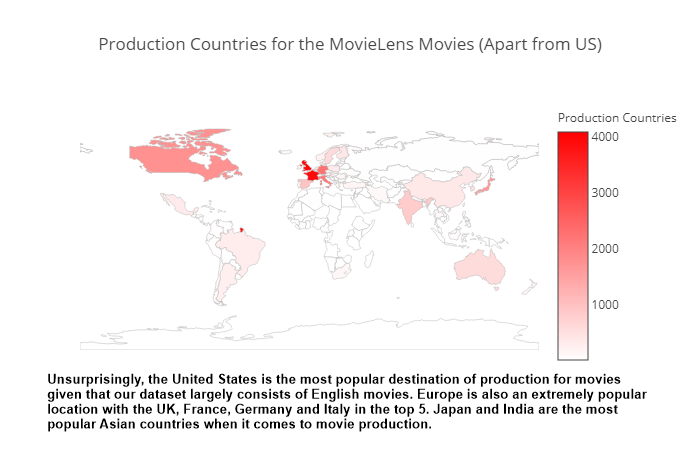 Production Countries for the MovieLens Movies (Apart from US)
Production Countries
4000
3000
2000
1000
Unsurprisingly, the United States is the most popular destination of production for movies
given that our dataset largely consists of English movies. Europe is also an extremely popular
location with the UK, France, Germany and Italy in the top 5. Japan and India are the most
popular Asian countries when it comes to movie production.